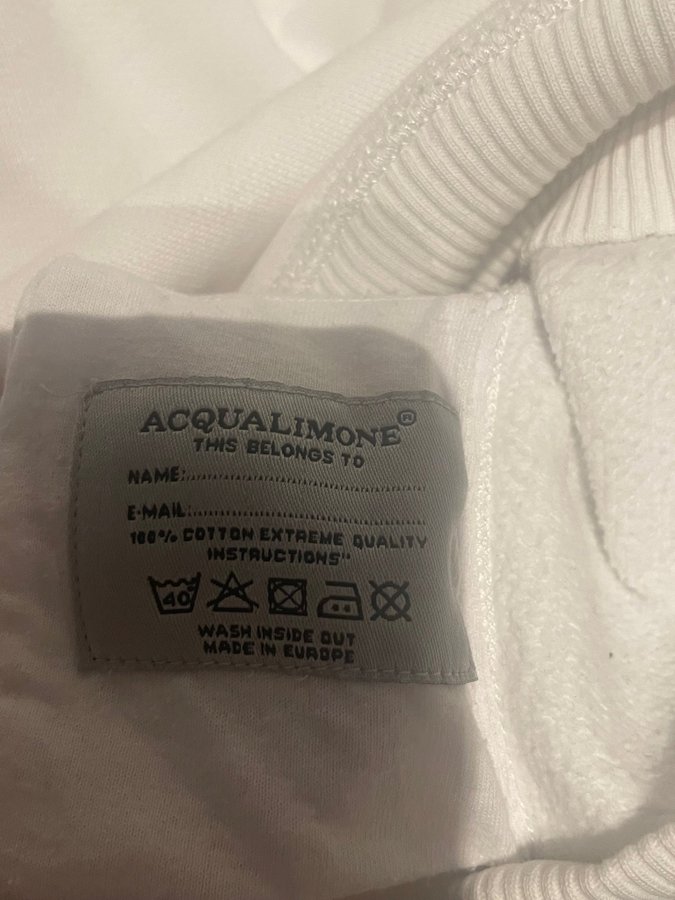 ACQUALIMONE®
THIS BELONGS TO
NAME:..............................
E-MAIL:..............................
100% COTTON EXTREME QUALITY
INSTRUCTIONS"
40
WASH INSIDE OUT
MADE IN EUROPE